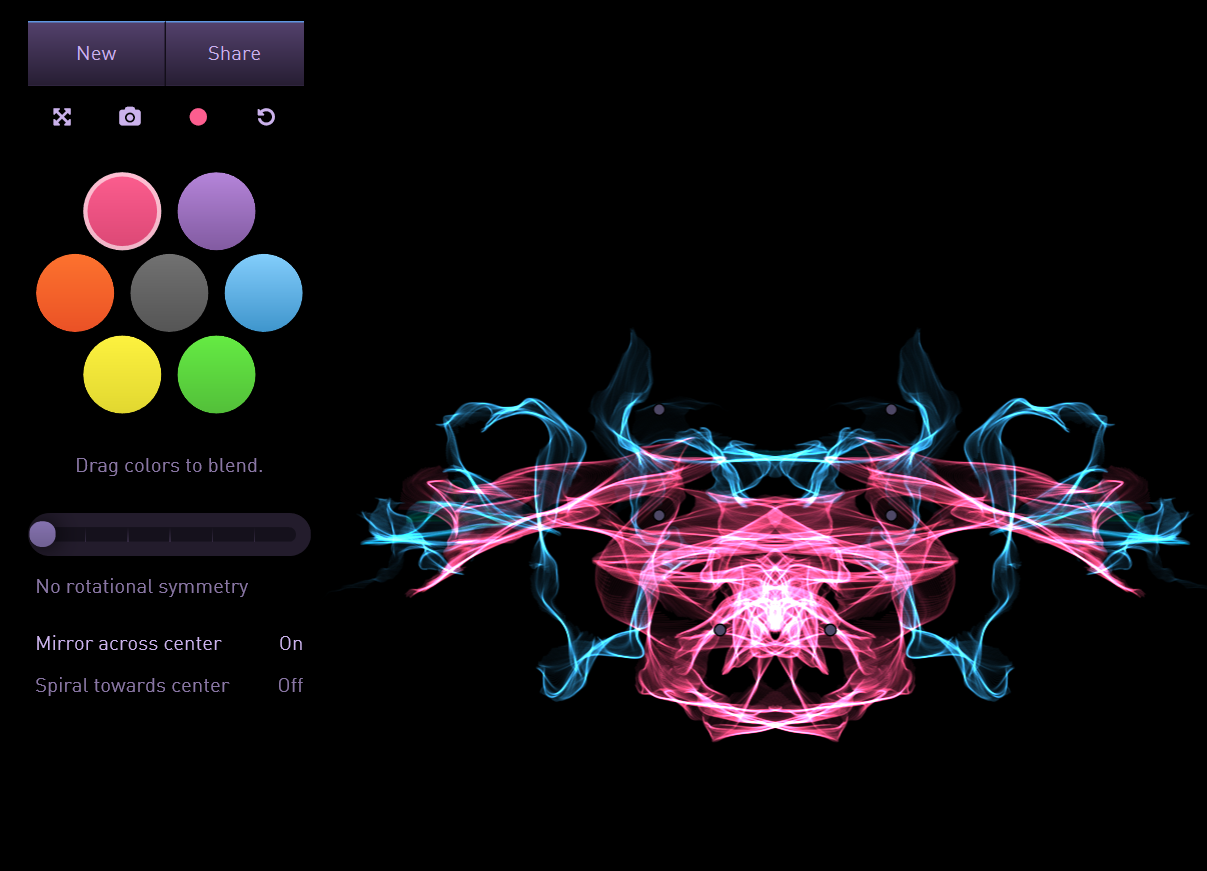 New
Share
Drag colors to blend.
No rotational symmetry
Mirror across center On
Spiral towards center Off